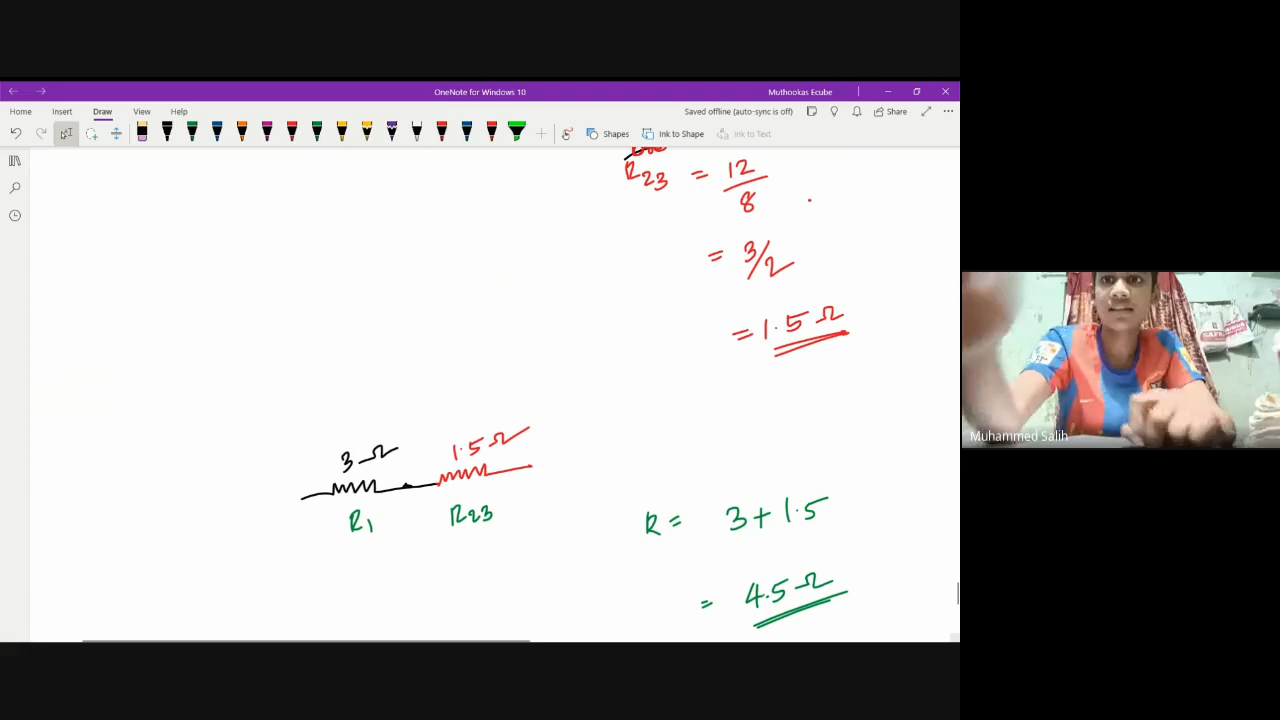 OneNote for Windows 10
Muthookas Ecube
Home Insert Draw View Help
Saved offline (auto-sync is off)
Share
Shapes
Ink to Shape
Ink to Text
R23 = 12/8
= 3/2
= 1.5 Ω
3 Ω 1.5 Ω
R1 R23
R = 3 + 1.5
= 4.5 Ω
SAFA
Muhammed Salih